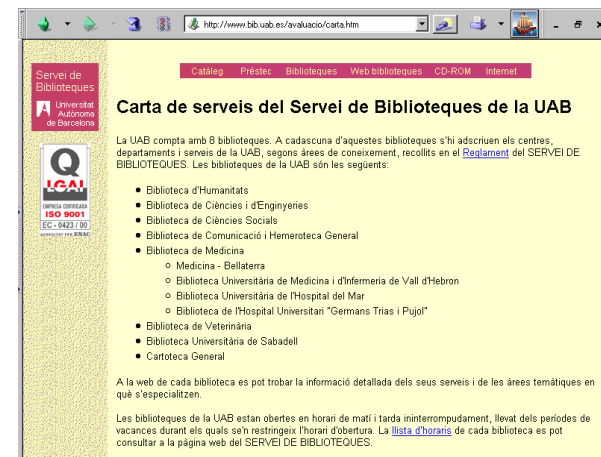 http://www.bib.uab.es/avaluacio/carta.htm
Servei de
Biblioteques
Universitat
Autònoma
de Barcelona
Q
LGAI
EMPRESA CERTIFICADA
ISO 9001
EC - 0423 / 00
ACREDITAT PER ENAC
Catàleg Préstec Biblioteques Web biblioteques CD-ROM Internet
Carta de serveis del Servei de Biblioteques de la UAB
La UAB compta amb 8 biblioteques. A cadascuna d'aquestes biblioteques s'hi adscriuen els centres,
departaments i serveis de la UAB, segons àrees de coneixement, recollits en el Reglament del SERVEI DE
BIBLIOTEQUES. Les biblioteques de la UAB són les següents:
Biblioteca d'Humanitats
Biblioteca de Ciències i d'Enginyeries
Biblioteca de Ciències Socials
Biblioteca de Comunicació i Hemeroteca General
Biblioteca de Medicina
Medicina - Bellaterra
Biblioteca Universitària de Medicina i d'Infermeria de Vall d'Hebron
Biblioteca Universitària de l'Hospital del Mar
Biblioteca de l'Hospital Universitari "Germans Trias i Pujol"
Biblioteca de Veterinària
Biblioteca Universitària de Sabadell
Cartoteca General
A la web de cada biblioteca es pot trobar la informació detallada dels seus serveis i de les àrees temàtiques en
què s'especialitzen.
Les biblioteques de la UAB estan obertes en horari de matí i tarda ininterrompudament, llevat dels períodes de
vacances durant els quals se'n restringeix l'horari d'obertura. La llista d'horaris de cada biblioteca es pot
consultar a la pàgina web del SERVEI DE BIBLIOTEQUES.